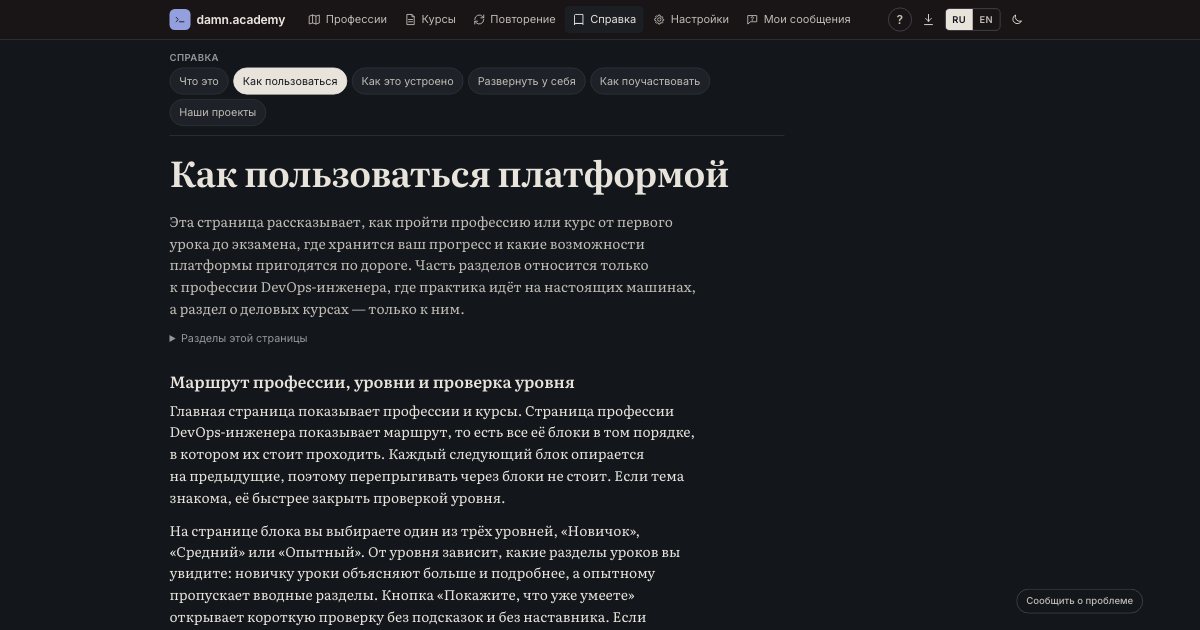 damn.academy Профессии Курсы Повторение Справка Настройки Мои сообщения ? RU EN
СПРАВКА
Что это Как пользоваться Как это устроено Развернуть у себя Как поучаствовать
Наши проекты
Как пользоваться платформой
Эта страница рассказывает, как пройти профессию или курс от первого
урока до экзамена, где хранится ваш прогресс и какие возможности
платформы пригодятся по дороге. Часть разделов относится только
к профессии DevOps-инженера, где практика идёт на настоящих машинах,
а раздел о деловых курсах — только к ним.
Разделы этой страницы
Маршрут профессии, уровни и проверка уровня
Главная страница показывает профессии и курсы. Страница профессии
DevOps-инженера показывает маршрут, то есть все её блоки в том порядке,
в котором их стоит проходить. Каждый следующий блок опирается
на предыдущие, поэтому перепрыгивать через блоки не стоит. Если тема
знакома, её быстрее закрыть проверкой уровня.
На странице блока вы выбираете один из трёх уровней, «Новичок»,
«Средний» или «Опытный». От уровня зависит, какие разделы уроков вы
увидите: новичку уроки объясняют больше и подробнее, а опытному
пропускает вводные разделы. Кнопка «Покажите, что уже умеете»
открывает короткую проверку без подсказок и без наставника. Если
Сообщить о проблеме